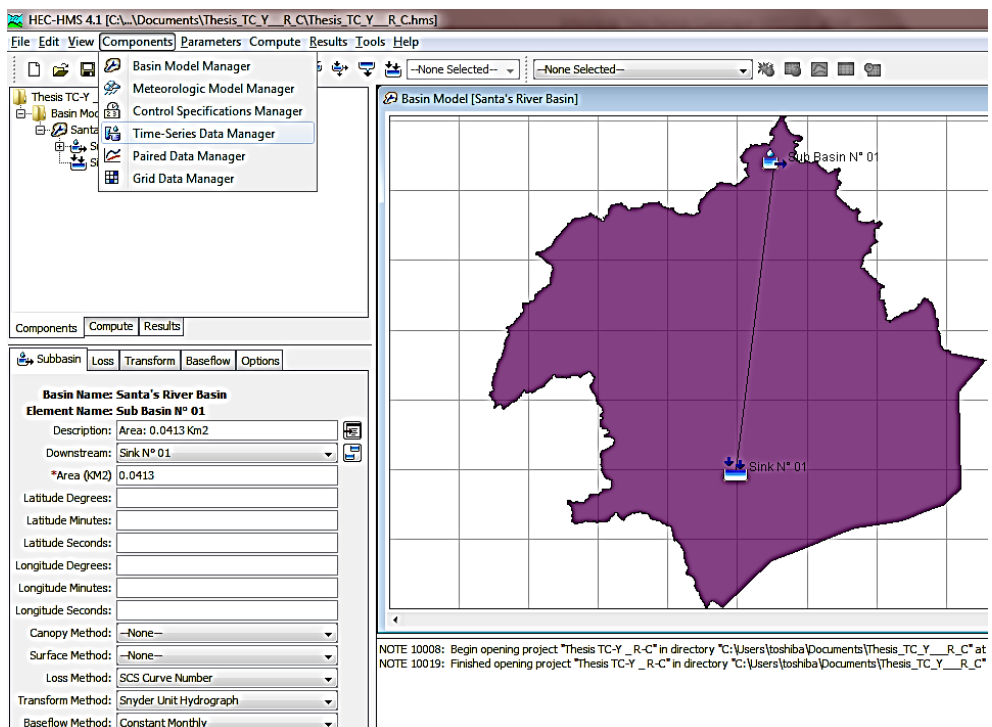 HEC-HMS 4.1 [C:\...\Documents\Thesis_TC_Y__R_C\Thesis_TC_Y__R_C.hms]
File Edit View Components Parameters Compute Results Tools Help
--None Selected-- --None Selected--
Basin Model Manager
Meteorologic Model Manager
Control Specifications Manager
Time-Series Data Manager
Paired Data Manager
Grid Data Manager
Thesis TC-Y _
Basin Mod
Santa
S
S
Components Compute Results
Subbasin Loss Transform Baseflow Options
Basin Name: Santa's River Basin
Element Name: Sub Basin N° 01
Description: Area: 0.0413 Km2
Downstream: Sink N° 01
*Area (KM2) 0.0413
Latitude Degrees:
Latitude Minutes:
Latitude Seconds:
Longitude Degrees:
Longitude Minutes:
Longitude Seconds:
Canopy Method: --None--
Surface Method: --None--
Loss Method: SCS Curve Number
Transform Method: Snyder Unit Hydrograph
Baseflow Method: Constant Monthly
Basin Model [Santa's River Basin]
Sub Basin N° 01
Sink N° 01
NOTE 10008: Begin opening project "Thesis TC-Y _ R-C" in directory "C:\Users\toshiba\Documents\Thesis_TC_Y___R_C" at
NOTE 10019: Finished opening project "Thesis TC-Y _ R-C" in directory "C:\Users\toshiba\Documents\Thesis_TC_Y___R_C"